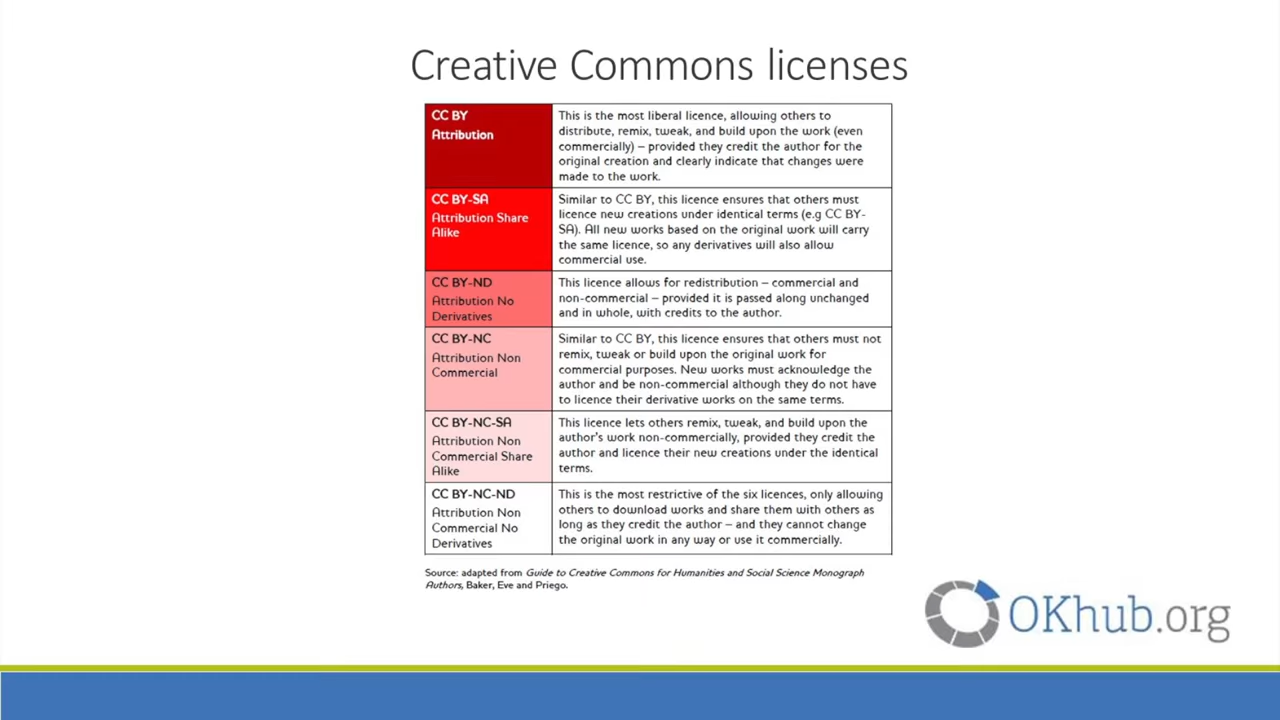 Creative Commons licenses
CC BY
Attribution
This is the most liberal licence, allowing others to
distribute, remix, tweak, and build upon the work (even
commercially) – provided they credit the author for the
original creation and clearly indicate that changes were
made to the work.
CC BY-SA
Attribution Share
Alike
Similar to CC BY, this licence ensures that others must
licence new creations under identical terms (e.g CC BY-
SA). All new works based on the original work will carry
the same licence, so any derivatives will also allow
commercial use.
CC BY-ND
Attribution No
Derivatives
This licence allows for redistribution – commercial and
non-commercial – provided it is passed along unchanged
and in whole, with credits to the author.
CC BY-NC
Attribution Non
Commercial
Similar to CC BY, this licence ensures that others must not
remix, tweak or build upon the original work for
commercial purposes. New works must acknowledge the
author and be non-commercial although they do not have
to licence their derivative works on the same terms.
CC BY-NC-SA
Attribution Non
Commercial Share
Alike
This licence lets others remix, tweak, and build upon the
author's work non-commercially, provided they credit the
author and licence their new creations under the identical
terms.
CC BY-NC-ND
Attribution Non
Commercial No
Derivatives
This is the most restrictive of the six licences, only allowing
others to download works and share them with others as
long as they credit the author – and they cannot change
the original work in any way or use it commercially.
Source: adapted from Guide to Creative Commons for Humanities and Social Science Monograph
Authors, Baker, Eve and Priego.
OKhub.org